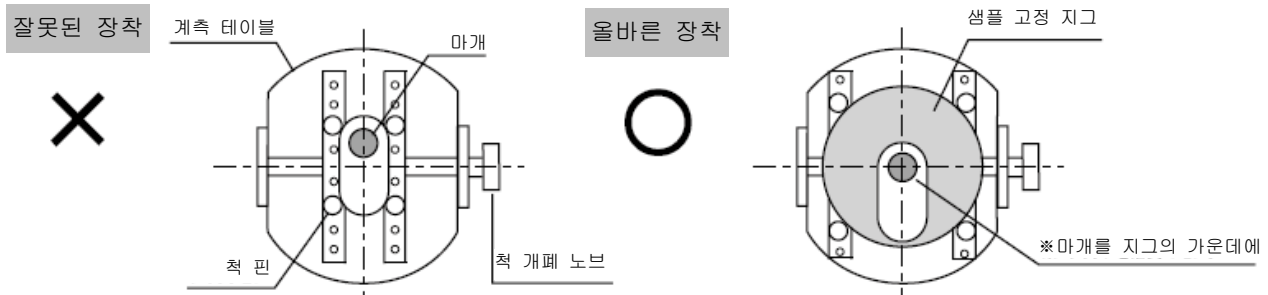 잘못된 장착
계측 테이블
마개
척 핀
척 개폐 노브
올바른 장착
샘플 고정 지그
※마개를 지그의 가운데에